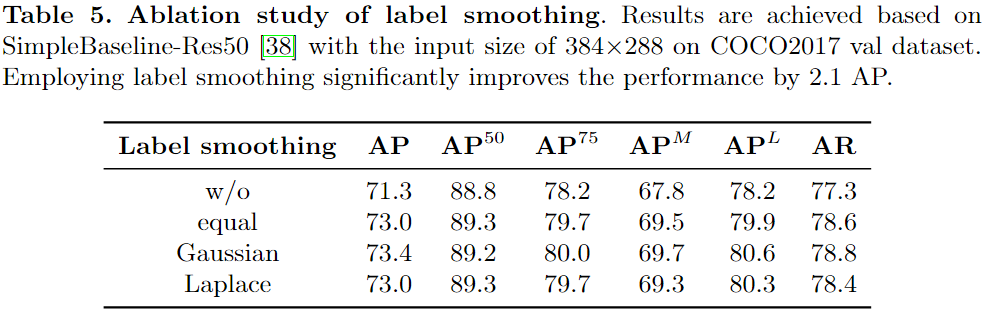 Table 5. Ablation study of label smoothing. Results are achieved based on
SimpleBaseline-Res50 [38] with the input size of 384×288 on COCO2017 val dataset.
Employing label smoothing significantly improves the performance by 2.1 AP.
Label smoothing AP AP^50 AP^75 AP^M AP^L AR
w/o 71.3 88.8 78.2 67.8 78.2 77.3
equal 73.0 89.3 79.7 69.5 79.9 78.6
Gaussian 73.4 89.2 80.0 69.7 80.6 78.8
Laplace 73.0 89.3 79.7 69.3 80.3 78.4